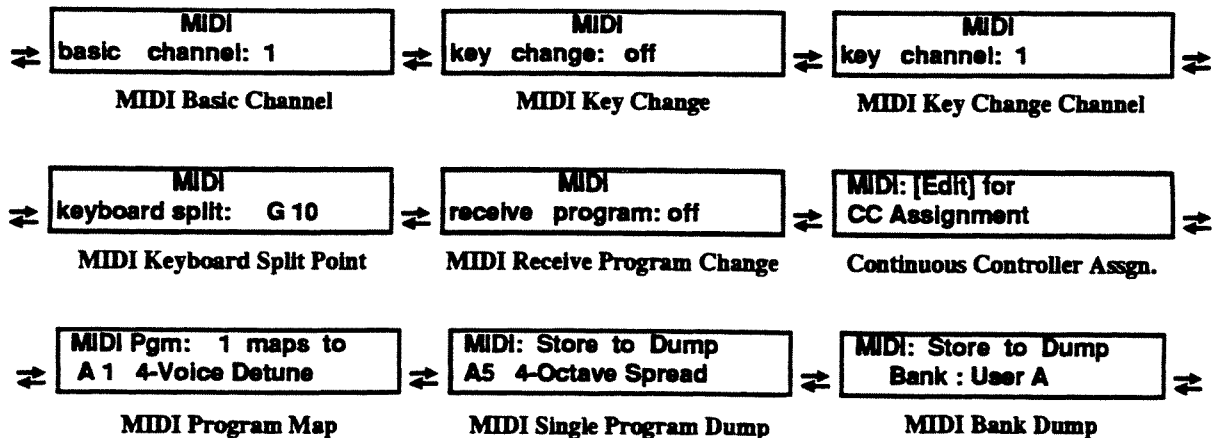 MIDI
basic channel: 1
MIDI Basic Channel
MIDI
key change: off
MIDI Key Change
MIDI
key channel: 1
MIDI Key Change Channel
MIDI
keyboard split: G 10
MIDI Keyboard Split Point
MIDI
receive program: off
MIDI Receive Program Change
MIDI: [Edit] for
CC Assignment
Continuous Controller Assgn.
MIDI Pgm: 1 maps to
A 1 4-Voice Detune
MIDI Program Map
MIDI: Store to Dump
A5 4-Octave Spread
MIDI Single Program Dump
MIDI: Store to Dump
Bank : User A
MIDI Bank Dump